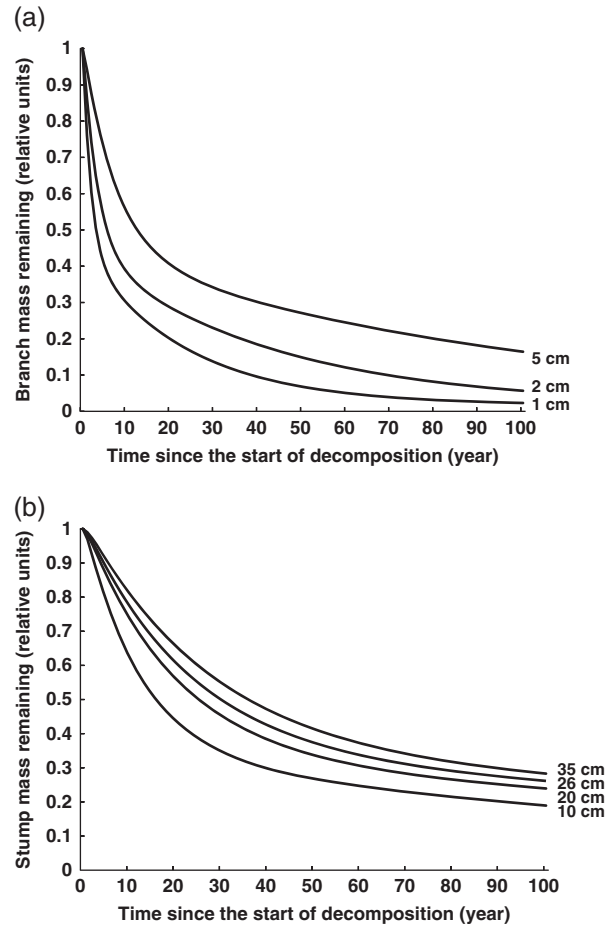 (a)
Branch mass remaining (relative units)
1
0.9
0.8
0.7
0.6
0.5
0.4
0.3
0.2
0.1
0
5 cm
2 cm
1 cm
0 10 20 30 40 50 60 70 80 90 100
Time since the start of decomposition (year)
(b)
Stump mass remaining (relative units)
1
0.9
0.8
0.7
0.6
0.5
0.4
0.3
0.2
0.1
0
35 cm
26 cm
20 cm
10 cm
0 10 20 30 40 50 60 70 80 90 100
Time since the start of decomposition (year)